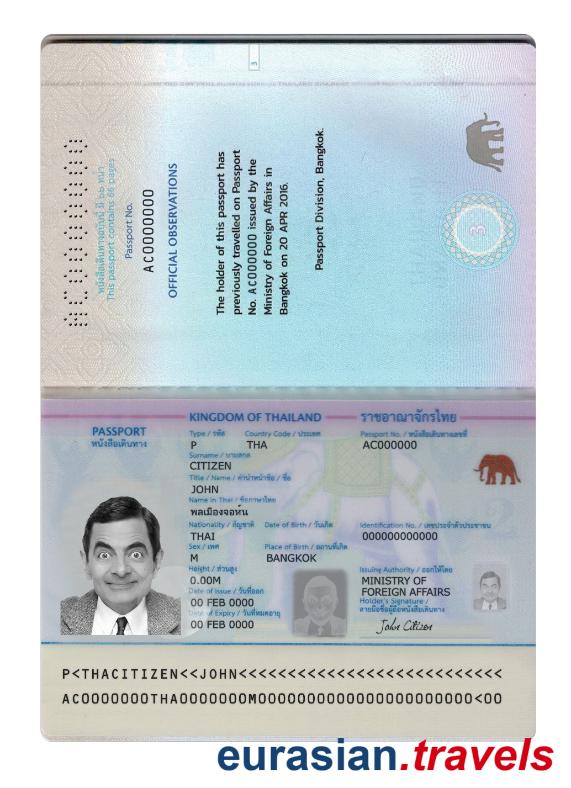 3
หนังสือเดินทางฉบับนี้ มี ๖๖ หน้า
This passport contains 66 pages
Passport No.
AC0000000
OFFICIAL OBSERVATIONS
The holder of this passport has
previously travelled on Passport
No. AC000000 issued by the
Ministry of Foreign Affairs in
Bangkok on 20 APR 2016.
Passport Division, Bangkok.
3
PASSPORT
หนังสือเดินทาง
KINGDOM OF THAILAND
ราชอาณาจักรไทย
Type / รหัส Country Code / ประเทศ Passport No. / หนังสือเดินทางเลขที่
P THA AC000000
Surname / นามสกุล
CITIZEN
Title / Name / คำนำหน้าชื่อ / ชื่อ
JOHN
Name in Thai / ชื่อภาษาไทย
พลเมืองจอห์น
Nationality / สัญชาติ Date of Birth / วันเกิด Identification No. / เลขประจำตัวประชาชน
THAI 000000000000
Sex / เพศ Place of Birth / สถานที่เกิด
M BANGKOK
Height / ส่วนสูง Issuing Authority / ออกให้โดย
0.00M MINISTRY OF
Date of Issue / วันที่ออก FOREIGN AFFAIRS
00 FEB 0000 Holder's Signature /
Date of Expiry / วันที่หมดอายุ ลายมือชื่อผู้ถือหนังสือเดินทาง
00 FEB 0000 John Citizen
P<THACITIZEN<<JOHN<<<<<<<<<<<<<<<<<<<<<<<<<<
AC0000000THA0000000M0000000000000000000000<00
eurasian.travels